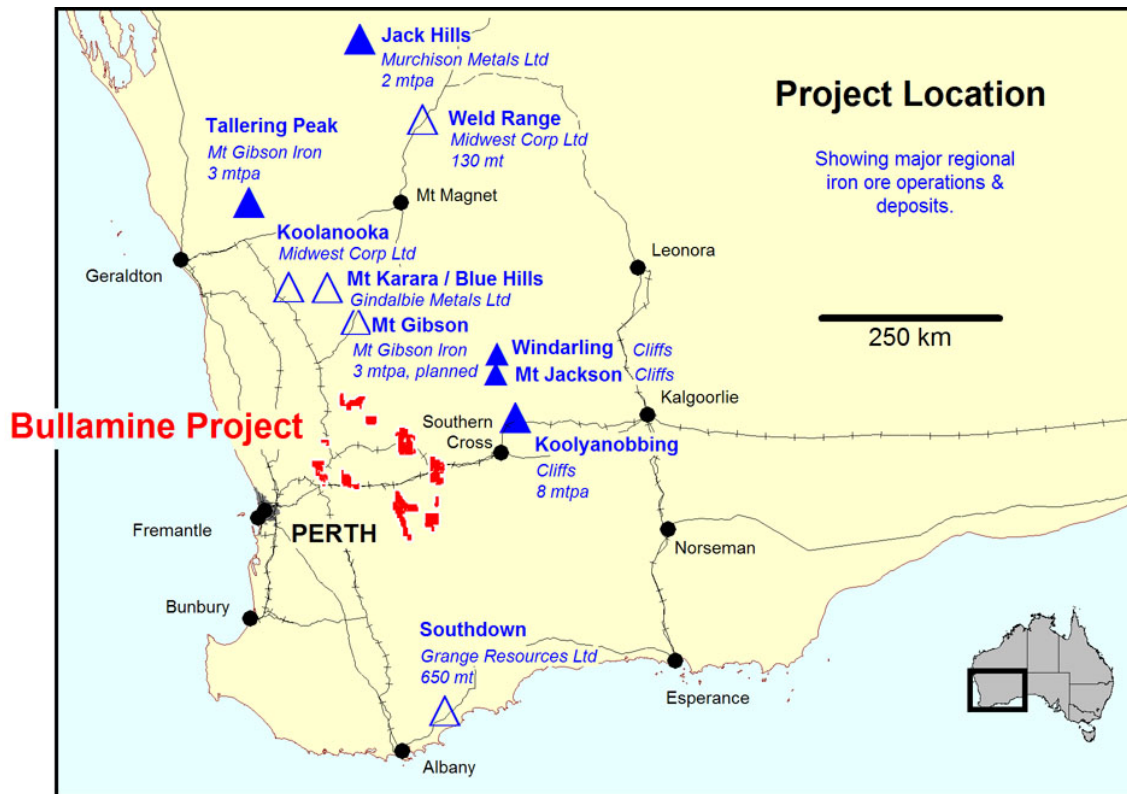 Jack Hills
Murchison Metals Ltd
2 mtpa
Project Location
Showing major regional
iron ore operations &
deposits.
Weld Range
Midwest Corp Ltd
130 mt
Tallering Peak
Mt Gibson Iron
3 mtpa
Mt Magnet
Koolanooka
Midwest Corp Ltd
Geraldton
Leonora
Mt Karara / Blue Hills
Gindalbie Metals Ltd
Mt Gibson
Mt Gibson Iron
3 mtpa, planned
250 km
Windarling Cliffs
Mt Jackson Cliffs
Kalgoorlie
Bullamine Project
Southern
Cross
Koolyanobbing
Cliffs
8 mtpa
Fremantle
PERTH
Norseman
Bunbury
Southdown
Grange Resources Ltd
650 mt
Esperance
Albany